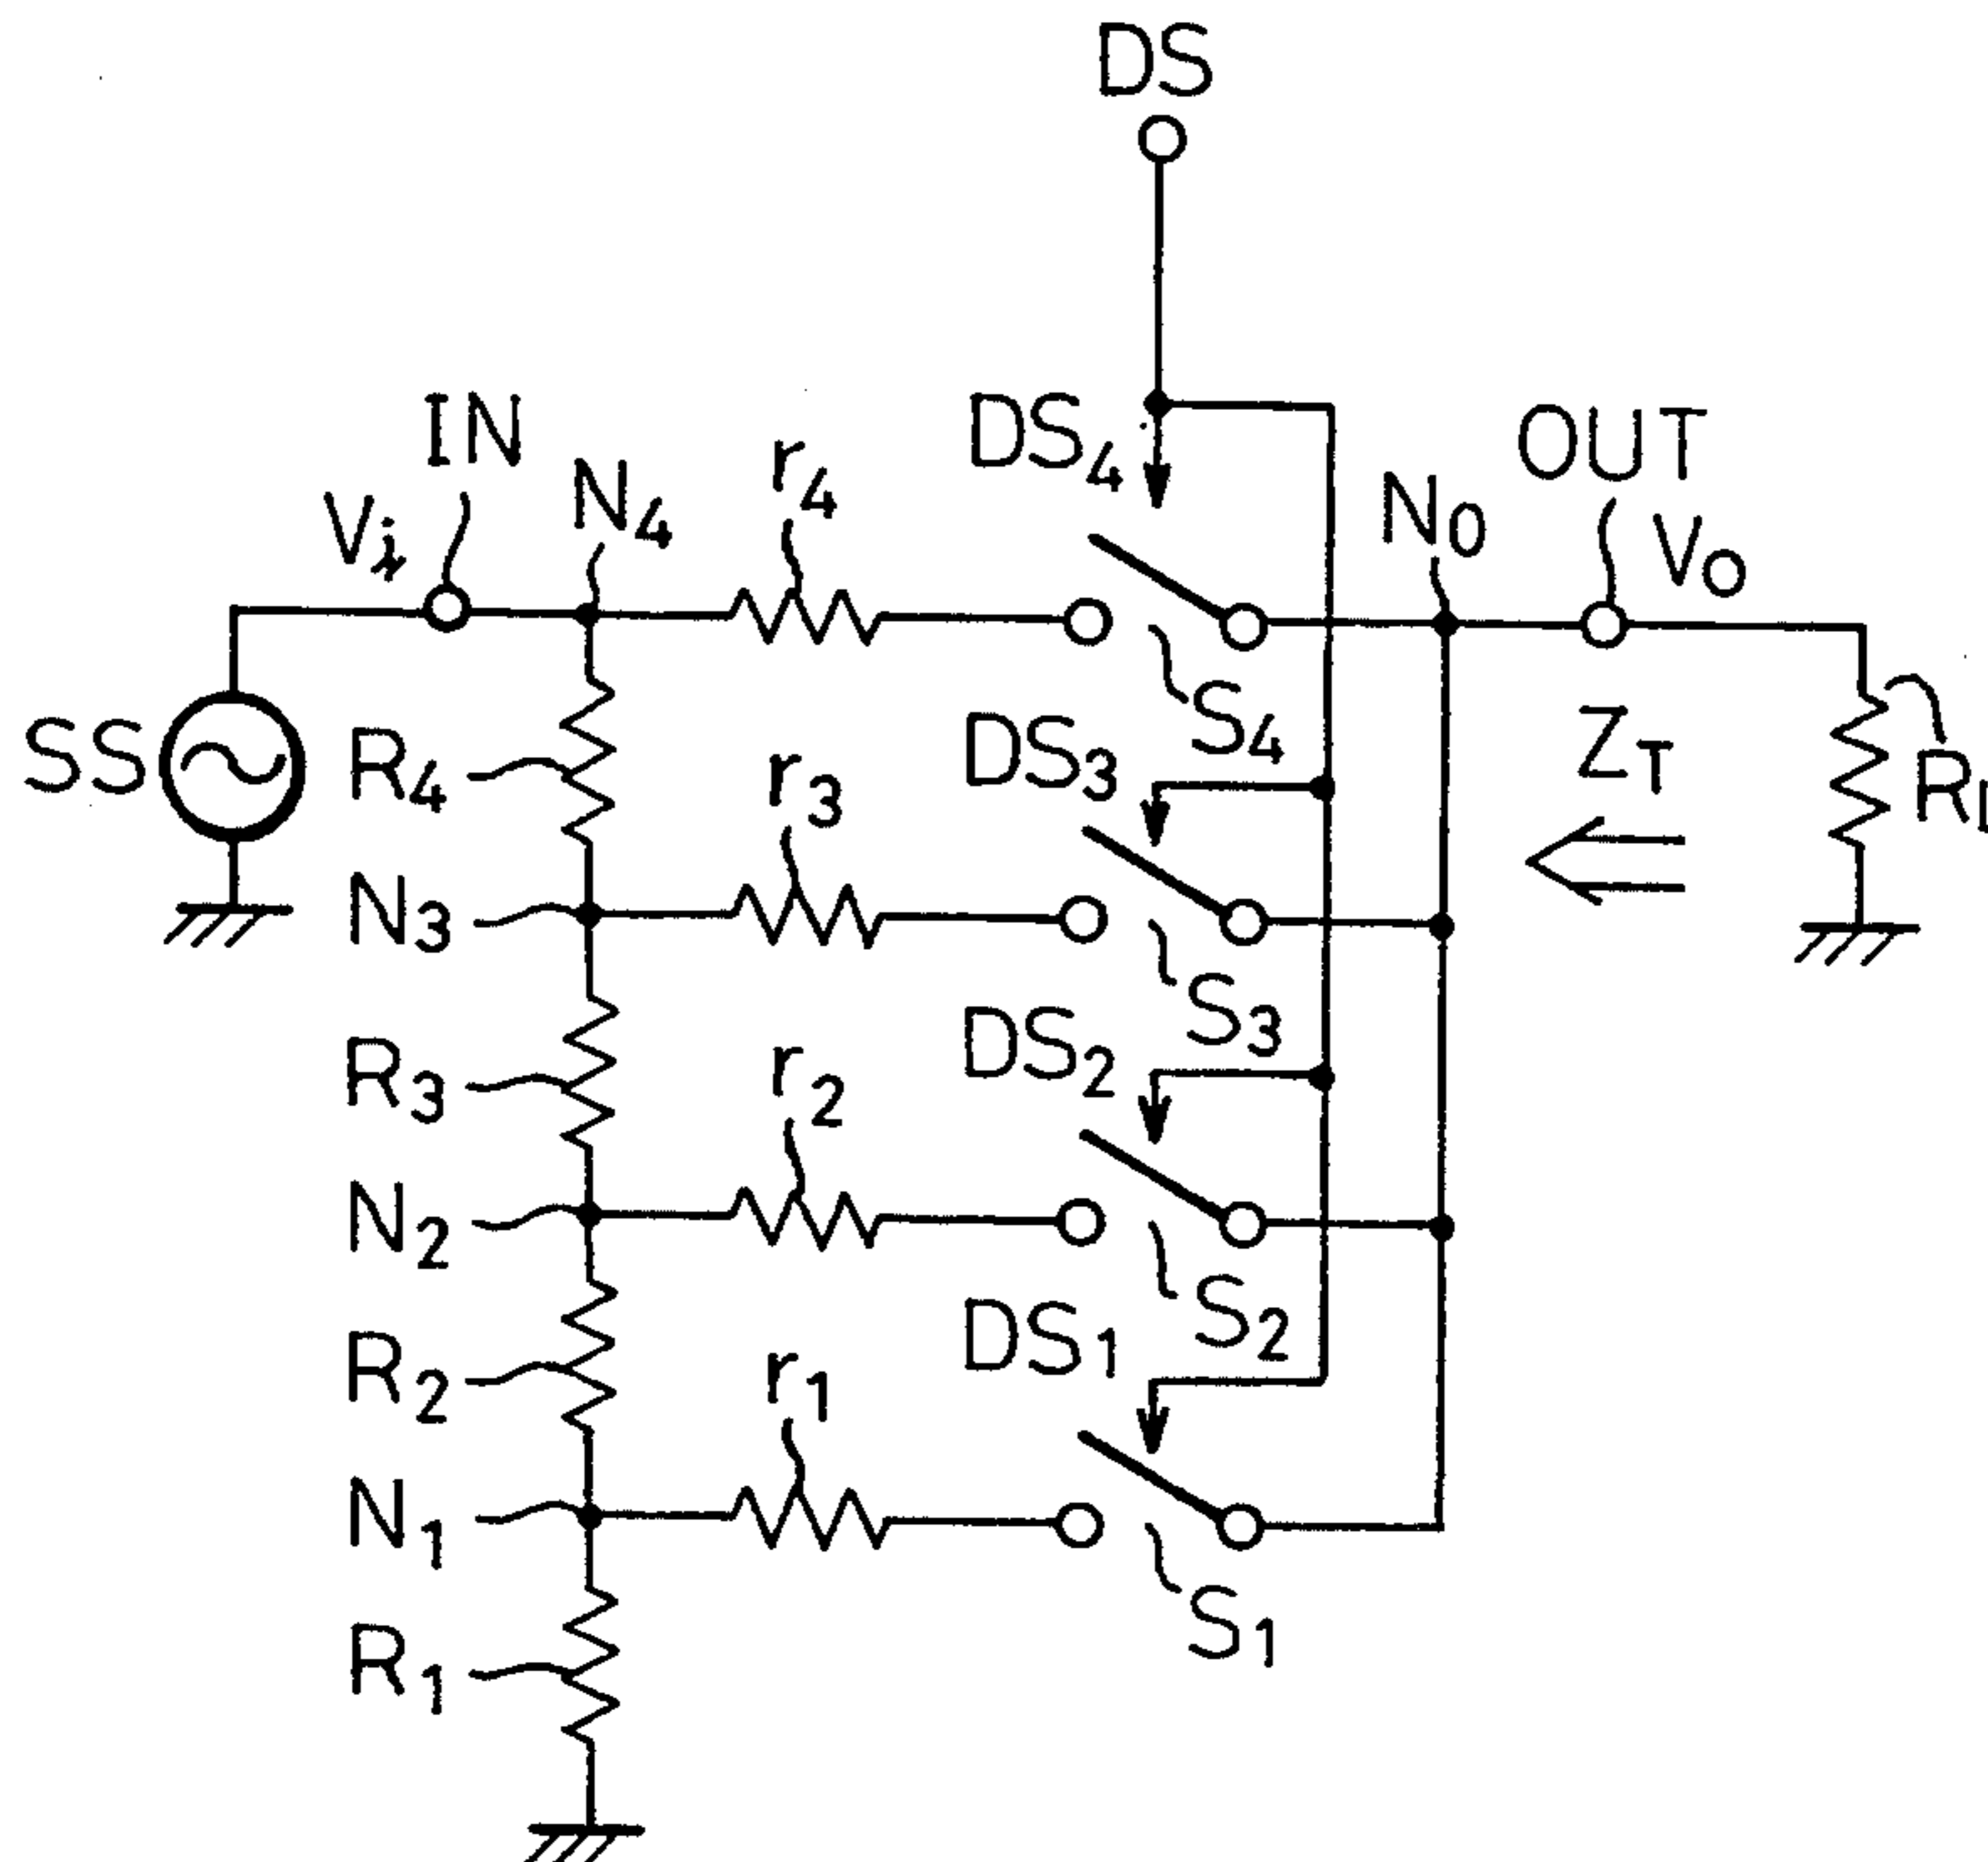 DS
IN
DS4
OUT
Vi
N4
r4
N0
VO
S4
SS
R4
DS3
ZT
r3
N3
S3
R3
DS2
r2
N2
S2
R2
DS1
r1
N1
S1
R1